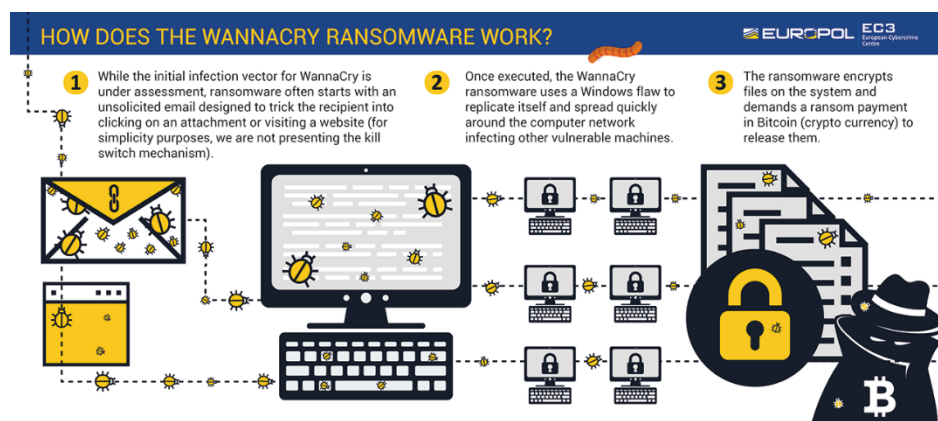 HOW DOES THE WANNACRY RANSOMWARE WORK?
EUROPOL
EC3
European Cybercrime
Centre
1
While the initial infection vector for WannaCry is
under assessment, ransomware often starts with an
unsolicited email designed to trick the recipient into
clicking on an attachment or visiting a website (for
simplicity purposes, we are not presenting the kill
switch mechanism).
2
Once executed, the WannaCry
ransomware uses a Windows flaw to
replicate itself and spread quickly
around the computer network
infecting other vulnerable machines.
3
The ransomware encrypts
files on the system and
demands a ransom payment
in Bitcoin (crypto currency) to
release them.